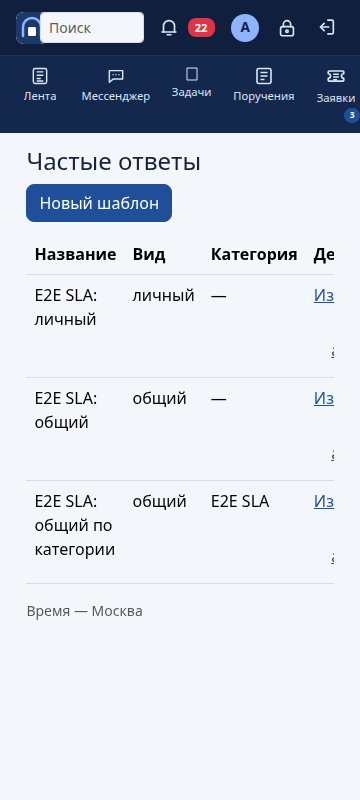 Поиск
22
A
Лента
Мессенджер
Задачи
Поручения
Заявки
3
Частые ответы
Новый шаблон
Название Вид Категория
E2E SLA: личный —
личный
E2E SLA: общий —
общий
E2E SLA: общий E2E SLA
общий по
категории
Время — Москва